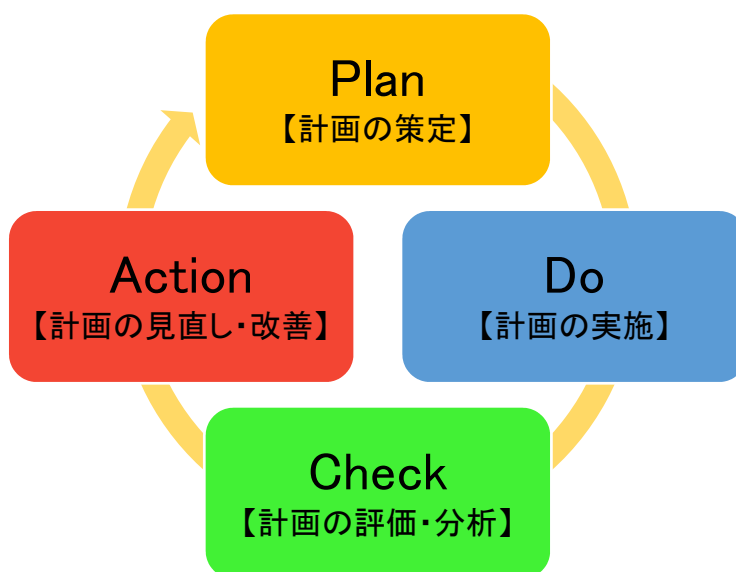 Plan
【計画の策定】
Do
【計画の実施】
Check
【計画の評価・分析】
Action
【計画の見直し・改善】